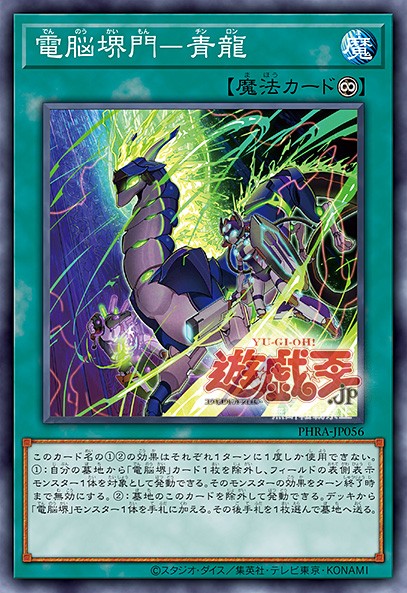 電脳堺門－青龍
【魔法カード】
魔
YU-GI-OH!
遊戯王
.jp
PHRA-JP056
このカード名の①②の効果はそれぞれ1ターンに1度しか使用できない。
①：自分の墓地から「電脳堺」カード1枚を除外し、フィールドの表側表示
モンスター1体を対象として発動できる。そのモンスターの効果をターン終了時
まで無効にする。②：墓地のこのカードを除外して発動できる。デッキから
「電脳堺」モンスター1体を手札に加える。その後手札を1枚選んで墓地へ送る。
©スタジオ・ダイス/集英社・テレビ東京・KONAMI